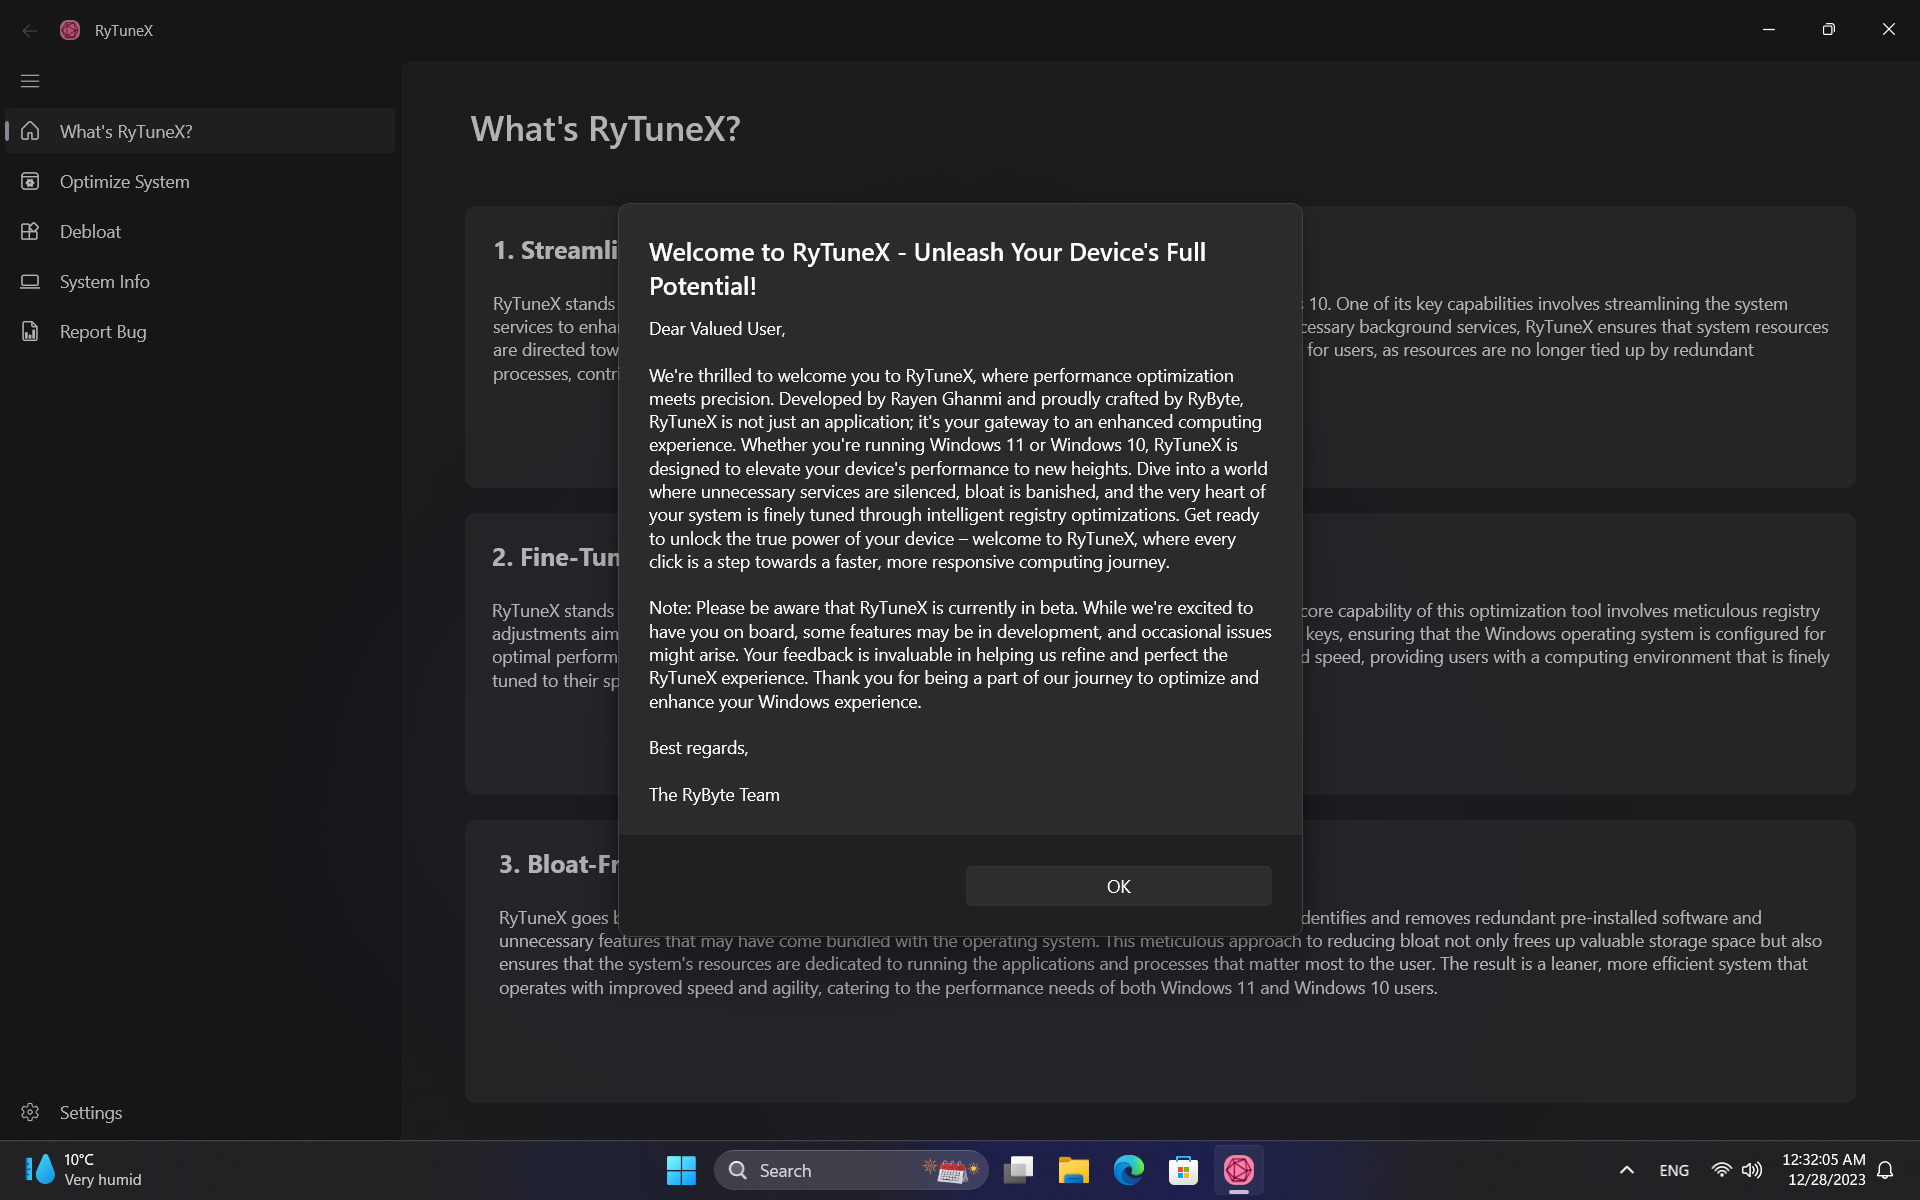 RyTuneX
What's RyTuneX?
Optimize System
Debloat
System Info
Report Bug
Settings
What's RyTuneX?
1. Streamli
RyTuneX stands
services to enha
are directed tow
processes, contri
10. One of its key capabilities involves streamlining the system
cessary background services, RyTuneX ensures that system resources
for users, as resources are no longer tied up by redundant
2. Fine-Tun
RyTuneX stands
adjustments aim
optimal perform
tuned to their sp
core capability of this optimization tool involves meticulous registry
keys, ensuring that the Windows operating system is configured for
d speed, providing users with a computing environment that is finely
3. Bloat-Fr
RyTuneX goes b
dentifies and removes redundant pre-installed software and
unnecessary features that may have come bundled with the operating system. This meticulous approach to reducing bloat not only frees up valuable storage space but also
ensures that the system's resources are dedicated to running the applications and processes that matter most to the user. The result is a leaner, more efficient system that
operates with improved speed and agility, catering to the performance needs of both Windows 11 and Windows 10 users.
Welcome to RyTuneX - Unleash Your Device's Full
Potential!
Dear Valued User,
We're thrilled to welcome you to RyTuneX, where performance optimization
meets precision. Developed by Rayen Ghanmi and proudly crafted by RyByte,
RyTuneX is not just an application; it's your gateway to an enhanced computing
experience. Whether you're running Windows 11 or Windows 10, RyTuneX is
designed to elevate your device's performance to new heights. Dive into a world
where unnecessary services are silenced, bloat is banished, and the very heart of
your system is finely tuned through intelligent registry optimizations. Get ready
to unlock the true power of your device – welcome to RyTuneX, where every
click is a step towards a faster, more responsive computing journey.
Note: Please be aware that RyTuneX is currently in beta. While we're excited to
have you on board, some features may be in development, and occasional issues
might arise. Your feedback is invaluable in helping us refine and perfect the
RyTuneX experience. Thank you for being a part of our journey to optimize and
enhance your Windows experience.
Best regards,
The RyByte Team
OK
10°C
Very humid
Search
ENG
12:32:05 AM
12/28/2023